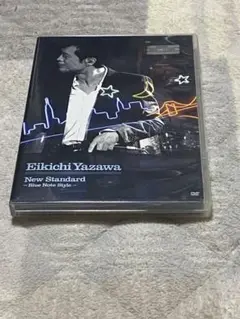 Eikichi Yazawa
New Standard
~Blue Note Style~
DVD